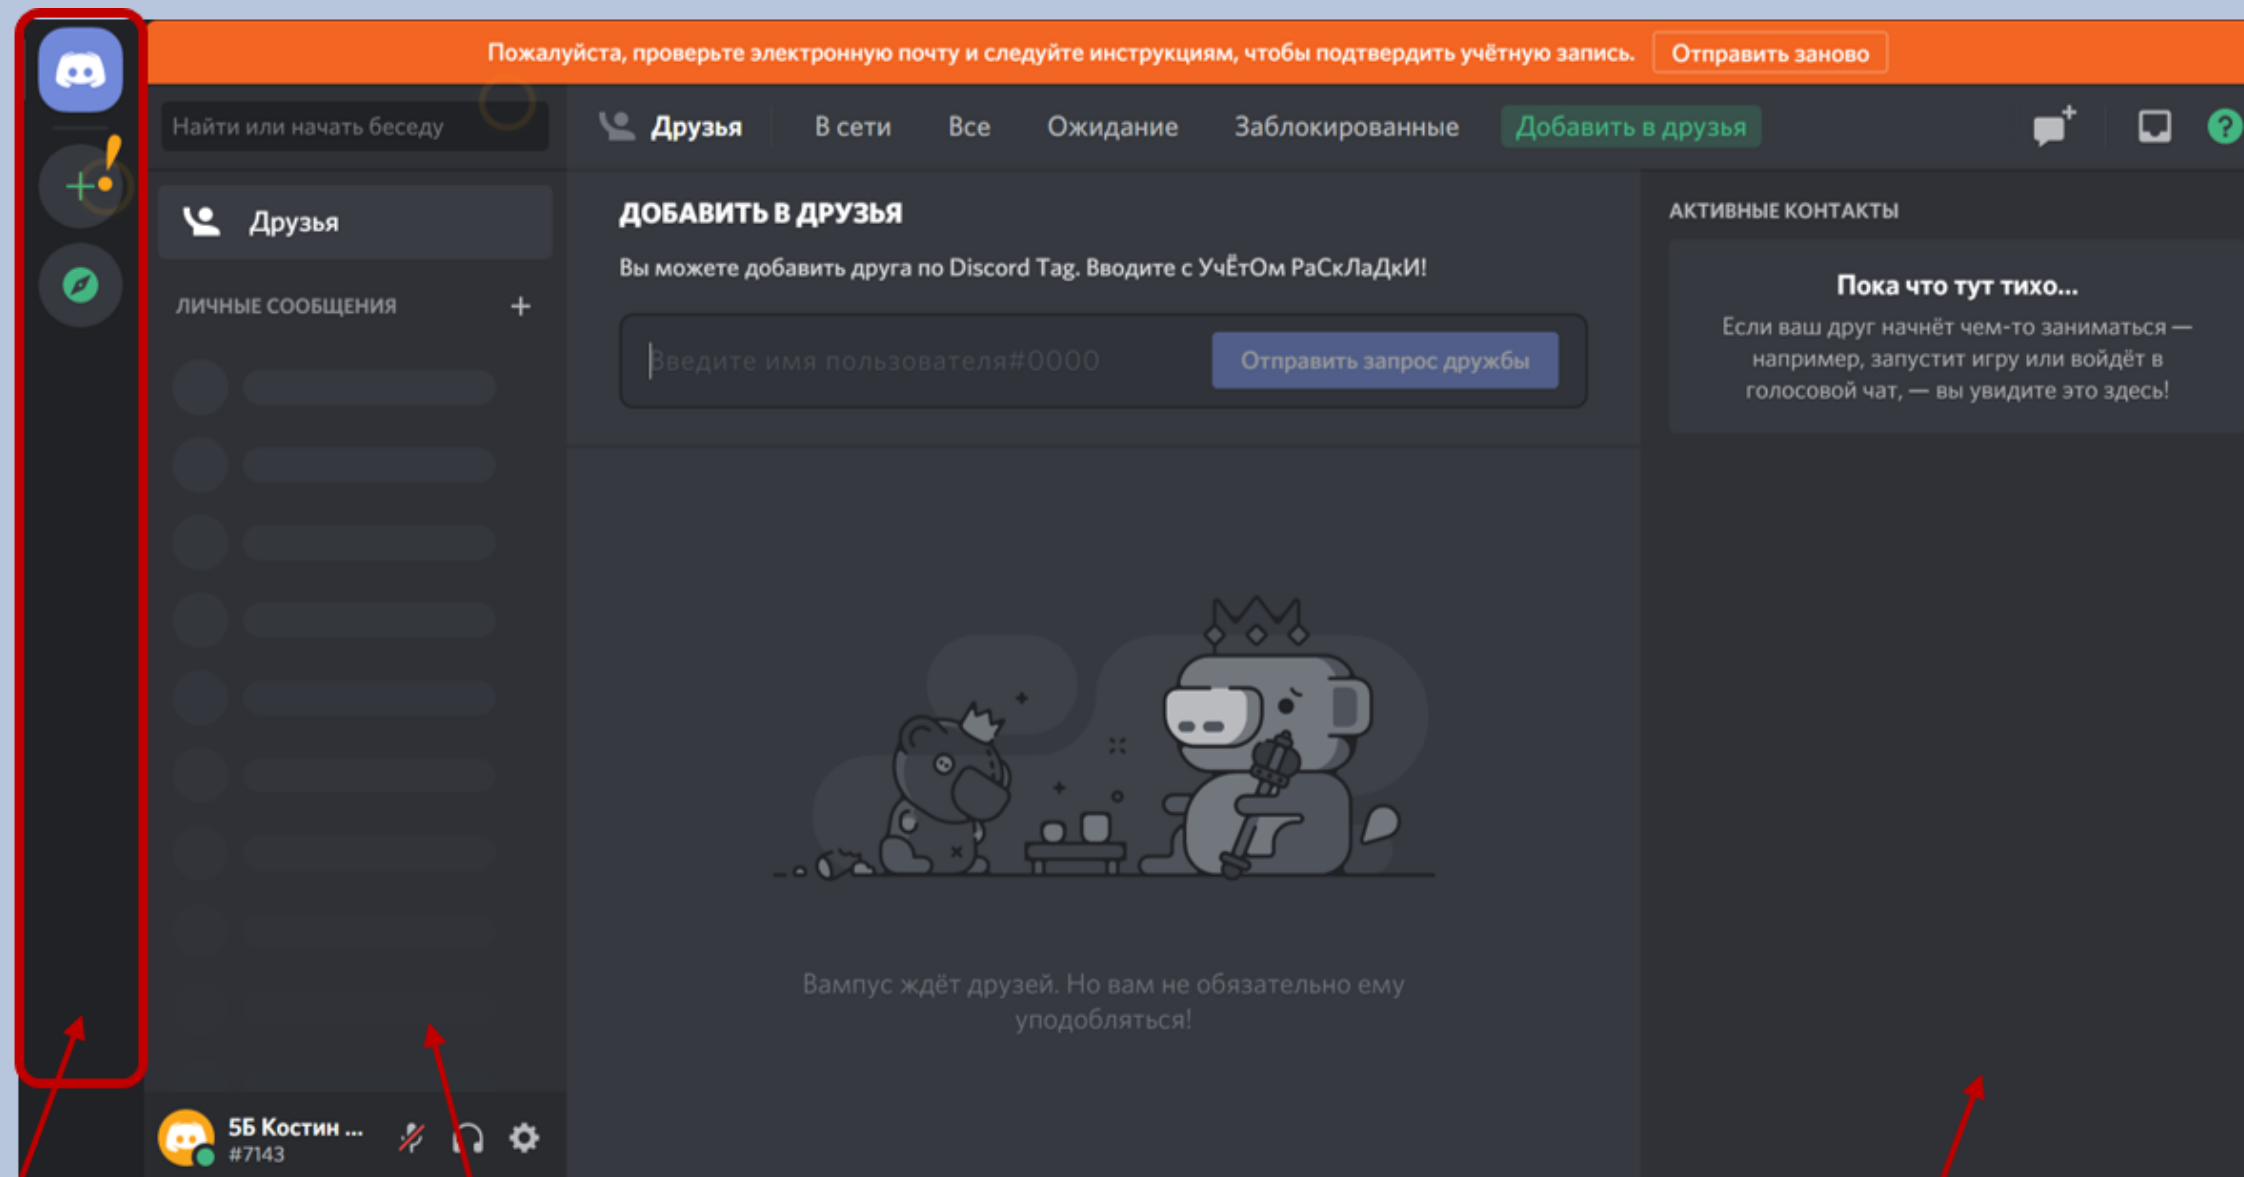 Пожалуйста, проверьте электронную почту и следуйте инструкциям, чтобы подтвердить учётную запись. Отправить заново
Найти или начать беседу
Друзья В сети Все Ожидание Заблокированные Добавить в друзья
?
Друзья
ЛИЧНЫЕ СООБЩЕНИЯ +
ДОБАВИТЬ В ДРУЗЬЯ
Вы можете добавить друга по Discord Tag. Вводите с УчЁтОм РаСкЛаДкИ!
Введите имя пользователя#0000
Отправить запрос дружбы
АКТИВНЫЕ КОНТАКТЫ
Пока что тут тихо...
Если ваш друг начнёт чем-то заниматься —
например, запустит игру или войдёт в
голосовой чат, — вы увидите это здесь!
Вампус ждёт друзей. Но вам не обязательно ему
уподобляться!
5Б Костин ...
#7143